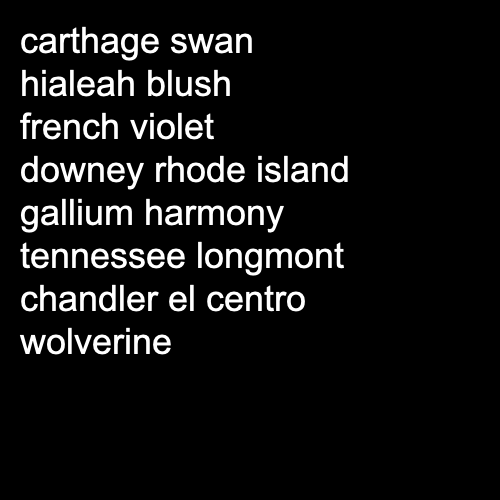 carthage swan
hialeah blush
french violet
downey rhode island
gallium harmony
tennessee longmont
chandler el centro
wolverine